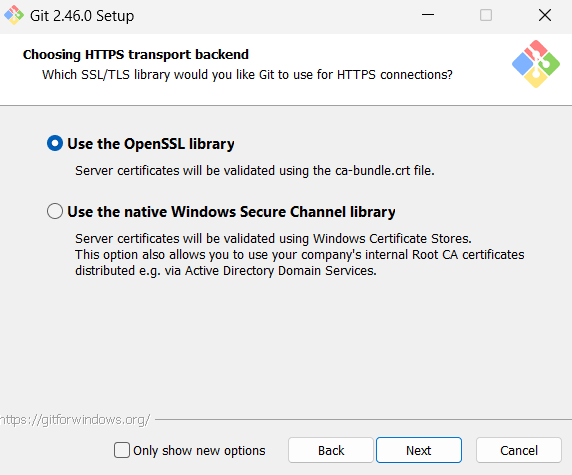 Git 2.46.0 Setup
Choosing HTTPS transport backend
Which SSL/TLS library would you like Git to use for HTTPS connections?
Use the OpenSSL library
Server certificates will be validated using the ca-bundle.crt file.
Use the native Windows Secure Channel library
Server certificates will be validated using Windows Certificate Stores.
This option also allows you to use your company's internal Root CA certificates
distributed e.g. via Active Directory Domain Services.
https://gitforwindows.org/
Only show new options
Back
Next
Cancel